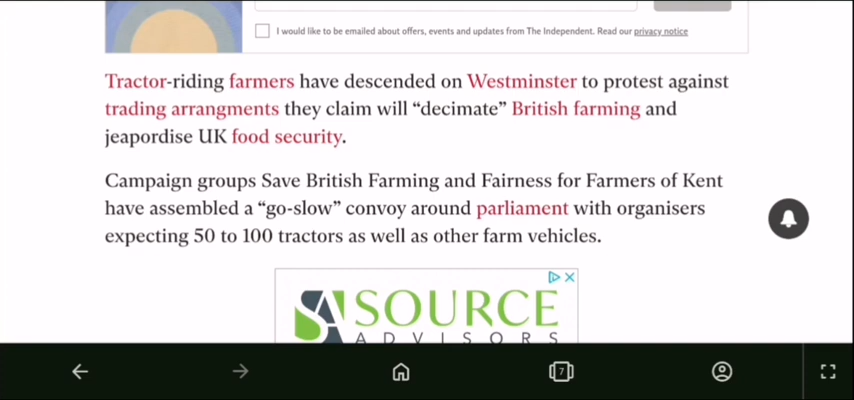 I would like to be emailed about offers, events and updates from The Independent. Read our privacy notice
Tractor-riding farmers have descended on Westminster to protest against
trading arrangments they claim will “decimate” British farming and
jeapordise UK food security.
Campaign groups Save British Farming and Fairness for Farmers of Kent
have assembled a “go-slow” convoy around parliament with organisers
expecting 50 to 100 tractors as well as other farm vehicles.
SA SOURCE
ADVISORS
7